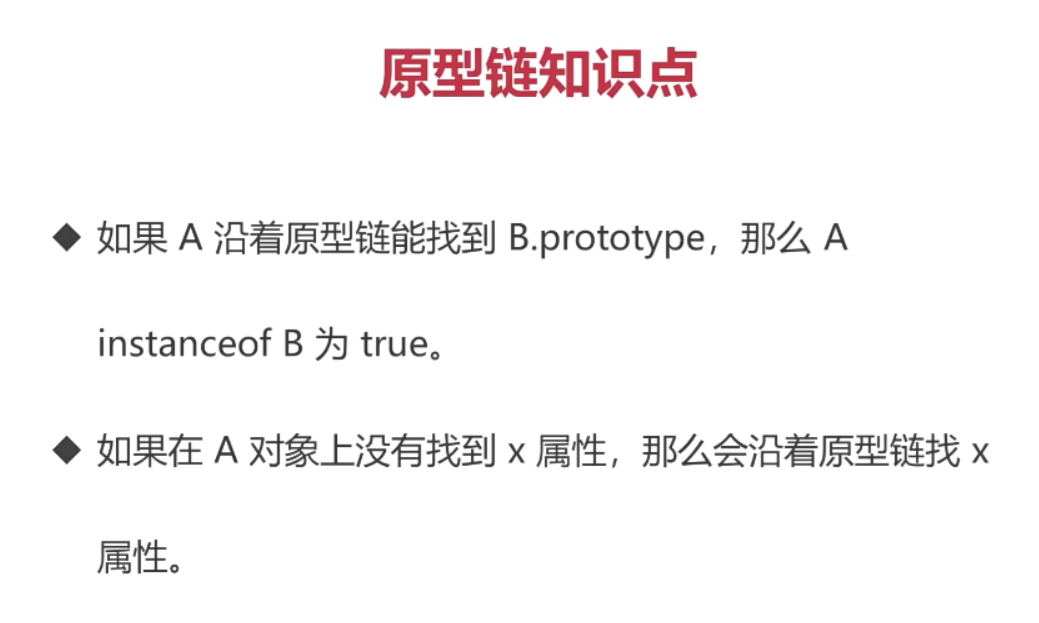 原型链知识点
◆ 如果 A 沿着原型链能找到 B.prototype，那么 A
instanceof B 为 true。
◆ 如果在 A 对象上没有找到 x 属性，那么会沿着原型链找 x
属性。